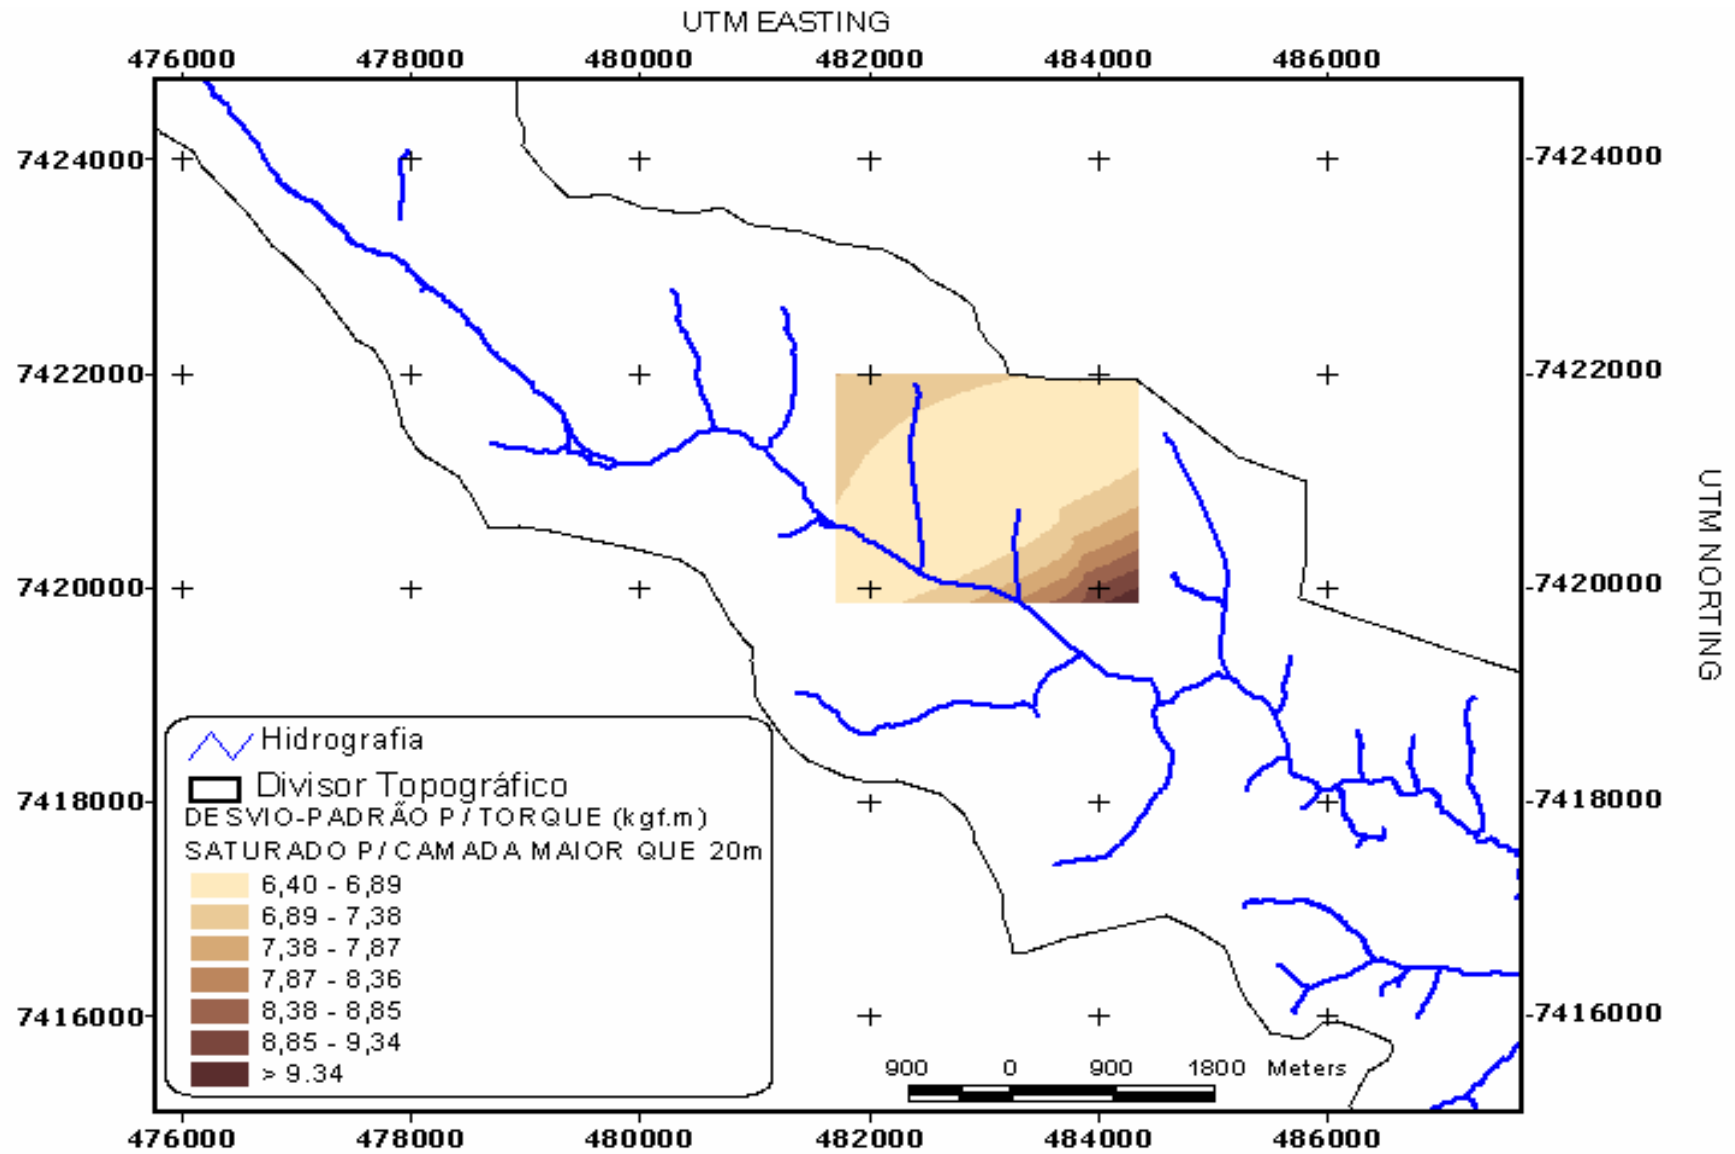 UTM EASTING
476000 478000 480000 482000 484000 486000
7424000 7424000
7422000 7422000
7420000 7420000
7418000 7418000
7416000 7416000
UTM NORTING
Hidrografia
Divisor Topográfico
DESVIO-PADRÃO P/ TORQUE (kgf.m)
SATURADO P/ CAMADA MAIOR QUE 20m
6,40 - 6,89
6,89 - 7,38
7,38 - 7,87
7,87 - 8,36
8,38 - 8,85
8,85 - 9,34
> 9.34
900 0 900 1800 Meters
476000 478000 480000 482000 484000 486000